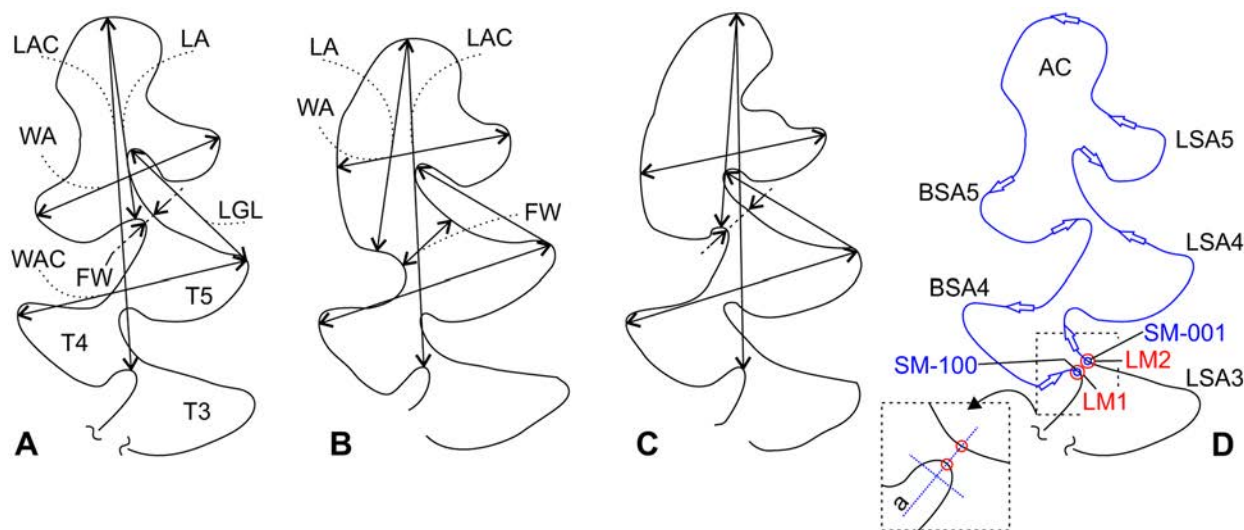 LAC
LA
WA
LGL
WAC
FW
T5
T4
T3
A
LA
LAC
WA
FW
B
C
AC
LSA5
BSA5
LSA4
BSA4
SM-001
SM-100
LM2
LSA3
LM1
a
D